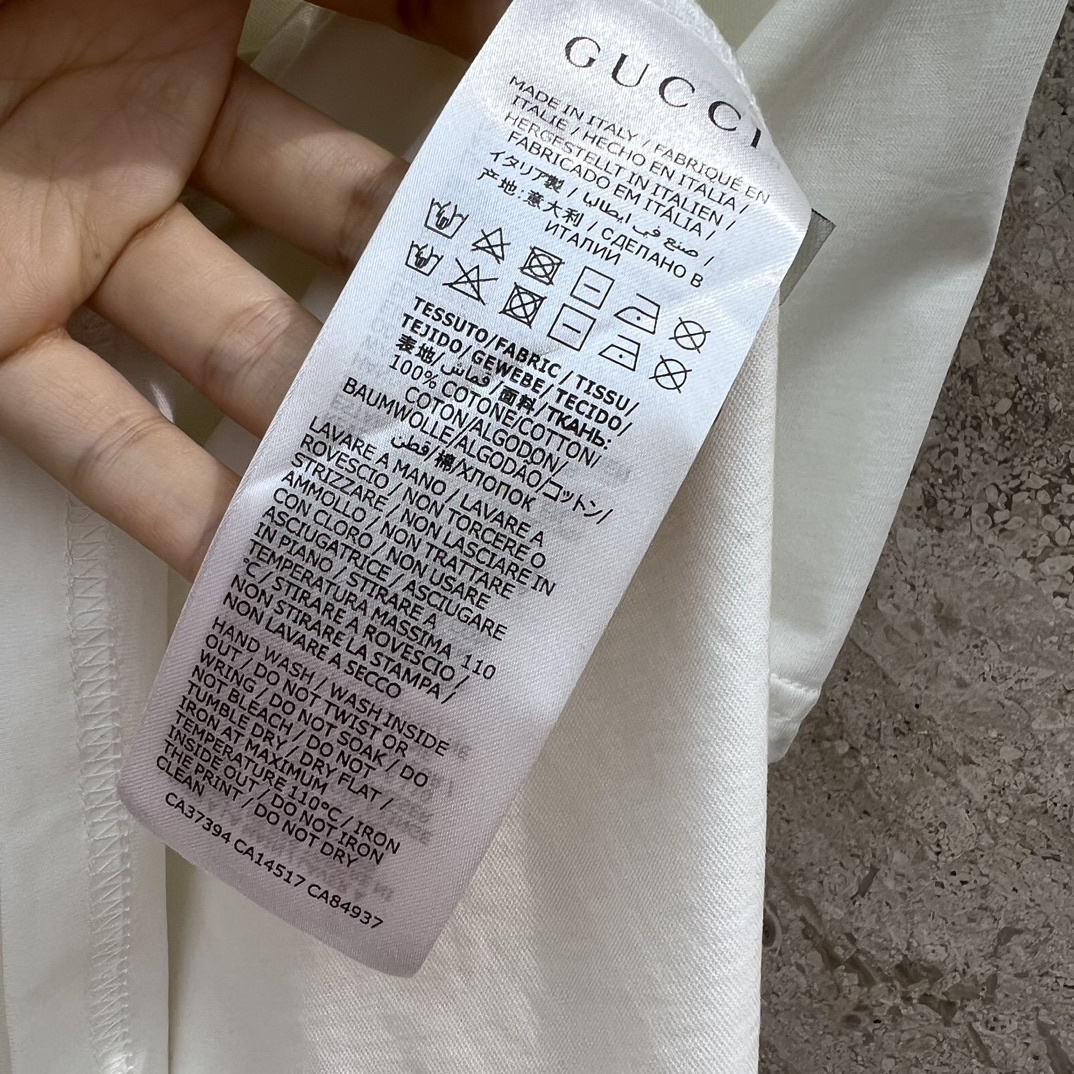 GUCCI
MADE IN ITALY / FABRIQUÉ EN
ITALIE / HECHO EN ITALIA /
HERGESTELLT IN ITALIEN /
FABRICADO EM ITÁLIA /
イタリア製 / صنع في ايطاليا /
产地:意大利 / СДЕЛАНО В
ИТАЛИИ
TESSUTO/FABRIC / TISSU/
TEJIDO/GEWEBE/TECIDO/
表地/قماش/面料/ТКАНЬ:
100% COTONE/COTTON/
COTON/ALGODON/
BAUMWOLLE/ALGODÃO/コットン/
قطن/棉/ХЛОПОК
LAVARE A MANO / LAVARE A
ROVESCIO / NON TORCERE O
STRIZZARE / NON LASCIARE IN
AMMOLLO / NON TRATTARE
CON CLORO / NON USARE
ASCIUGATRICE / ASCIUGARE
IN PIANO / STIRARE A
TEMPERATURA MASSIMA 110
°C / STIRARE A ROVESCIO /
NON STIRARE LA STAMPA /
NON LAVARE A SECCO
HAND WASH / WASH INSIDE
OUT / DO NOT TWIST OR
WRING / DO NOT SOAK / DO
NOT BLEACH / DO NOT
TUMBLE DRY / DRY FLAT /
IRON AT MAXIMUM
TEMPERATURE 110°C / IRON
INSIDE OUT / DO NOT IRON
THE PRINT / DO NOT DRY
CLEAN
CA37394 CA14517 CA84937